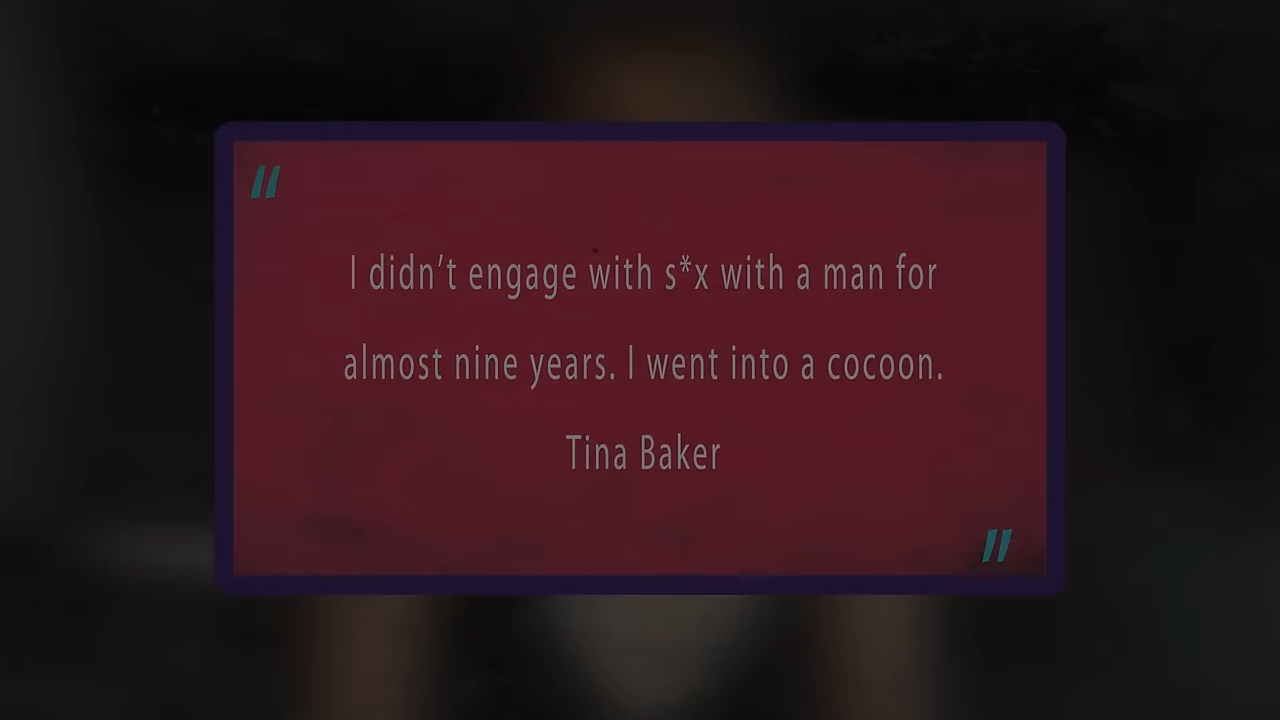 "
I didn’t engage with s*x with a man for
almost nine years. I went into a cocoon.
Tina Baker
"